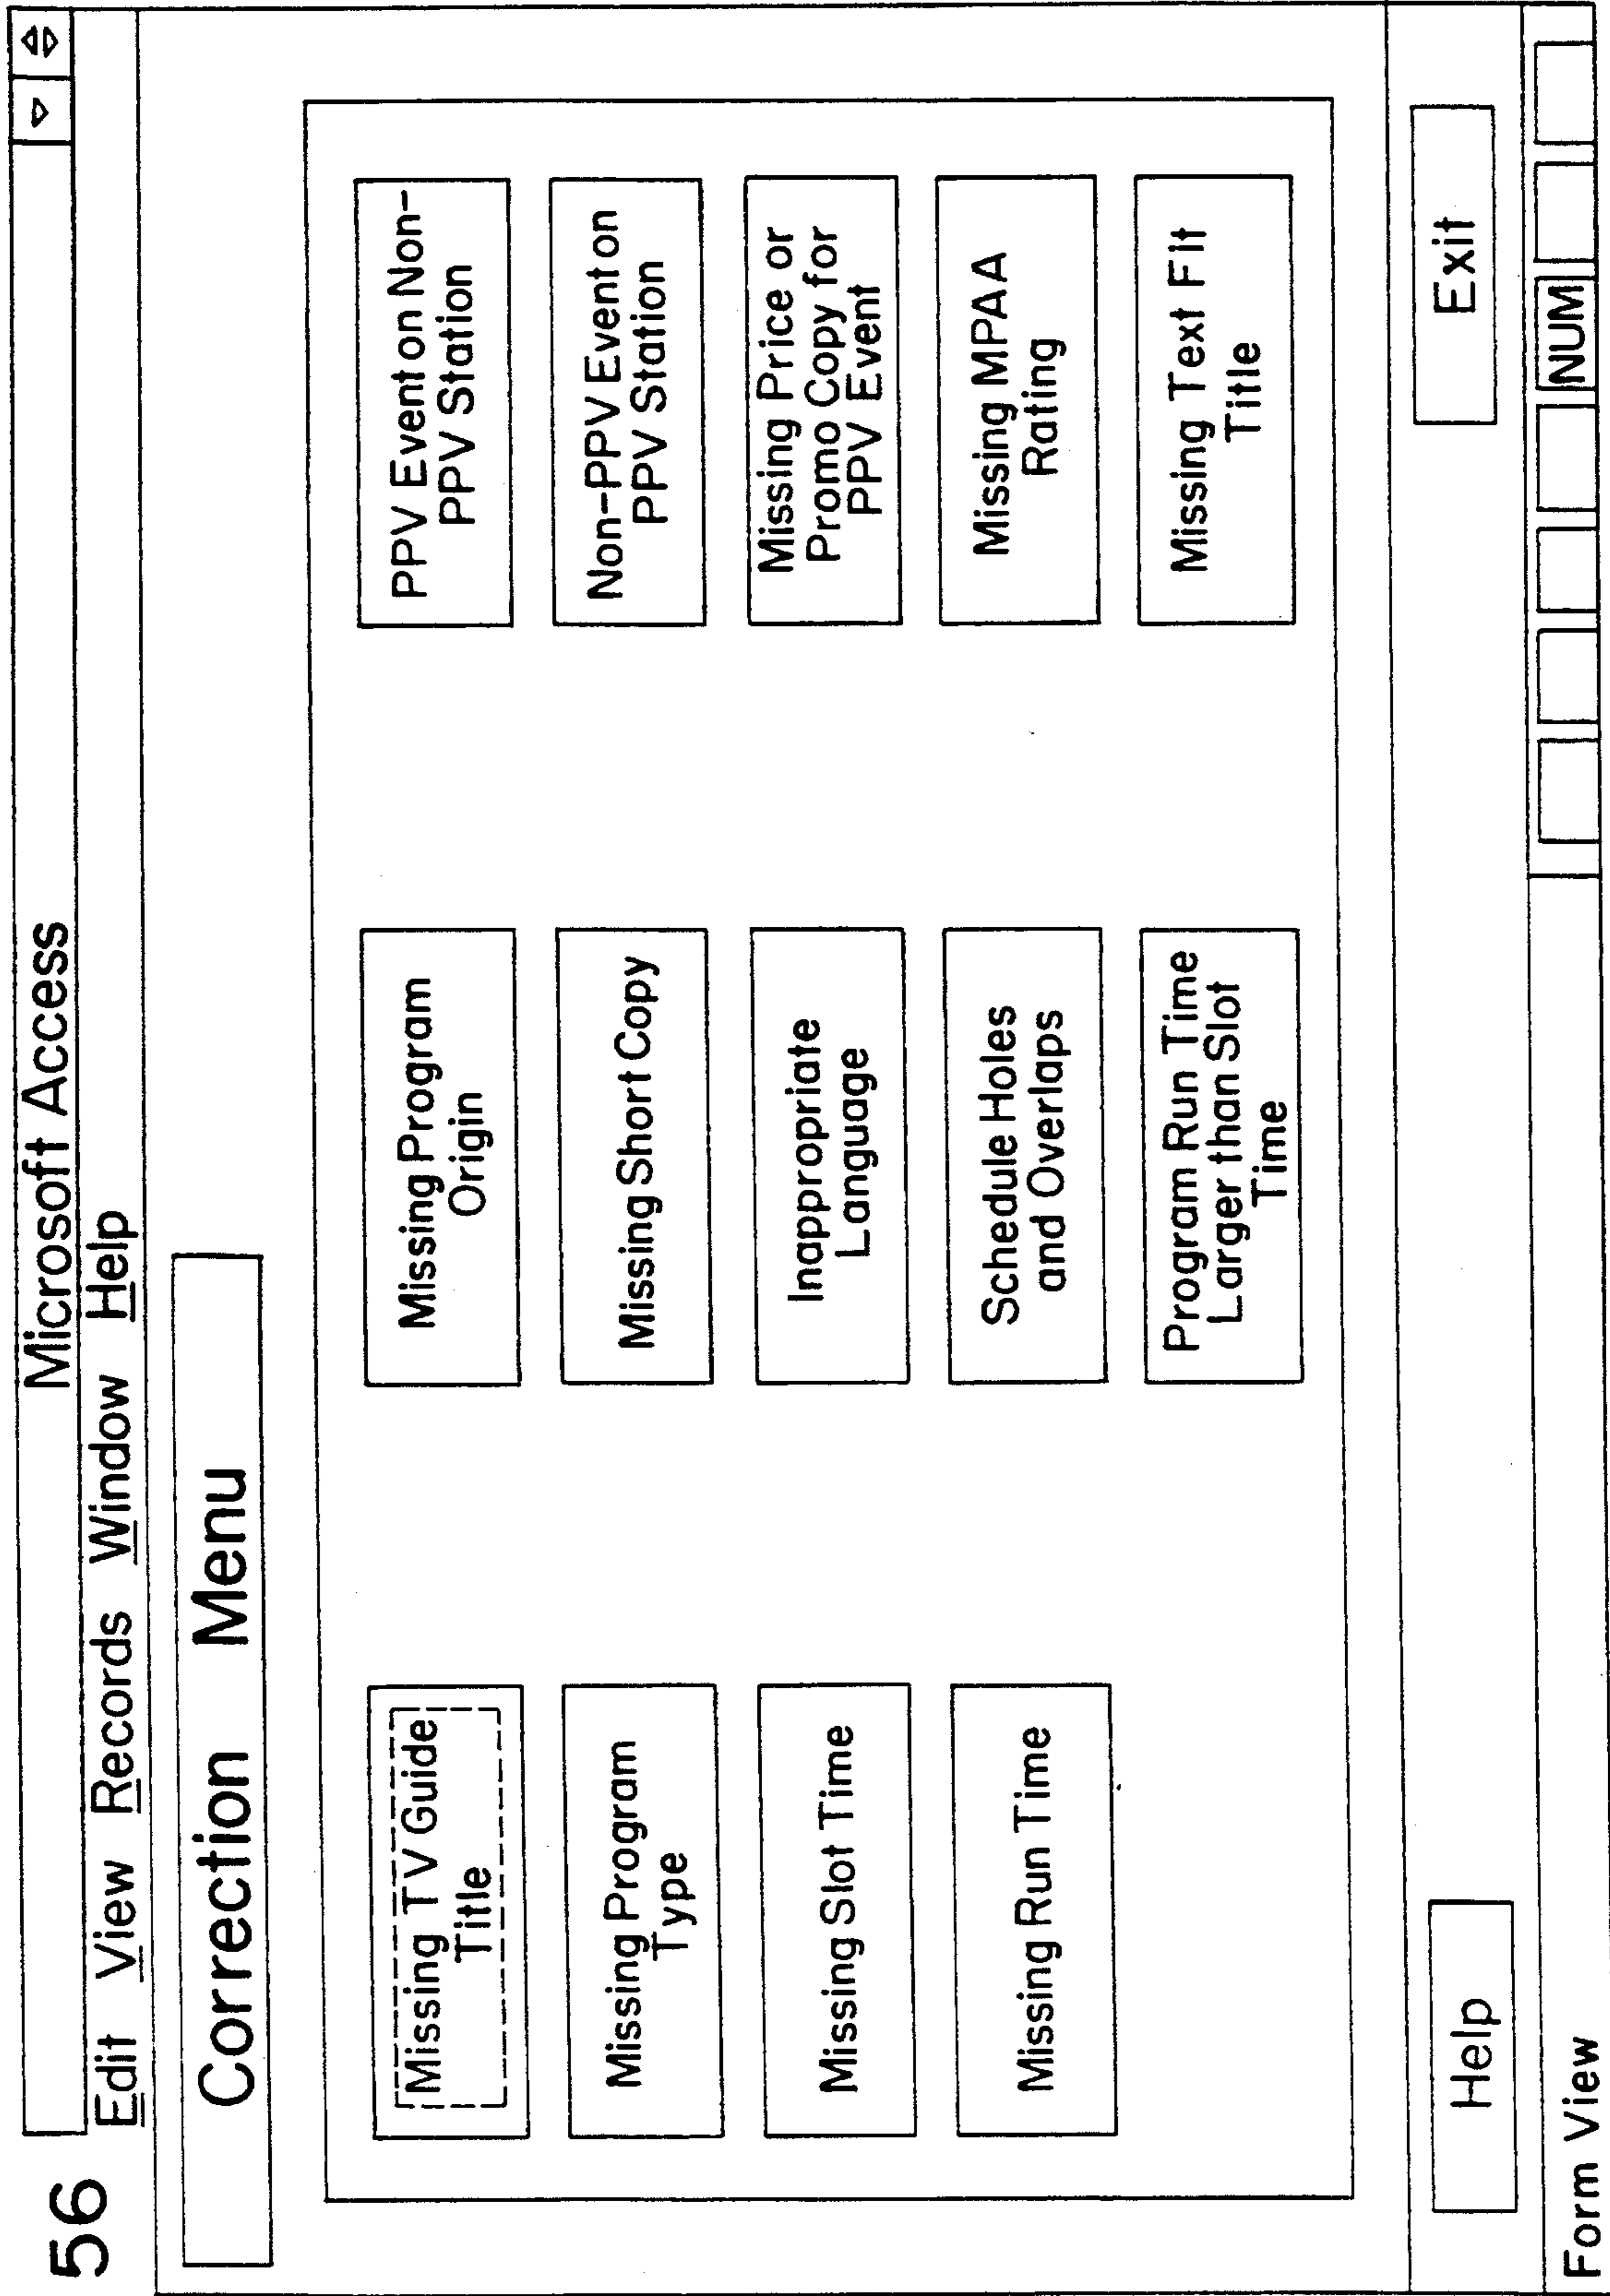 56
Microsoft Access
Edit View Records Window Help
Correction Menu
Missing TV Guide
Title
Missing Program
Type
Missing Slot Time
Missing Run Time
Missing Program
Origin
Missing Short Copy
Inappropriate
Language
Schedule Holes
and Overlaps
Program Run Time
Larger than Slot
Time
PPV Event on Non-
PPV Station
Non-PPV Event on
PPV Station
Missing Price or
Promo Copy for
PPV Event
Missing MPAA
Rating
Missing Text Fit
Title
Help
Exit
Form View
NUM